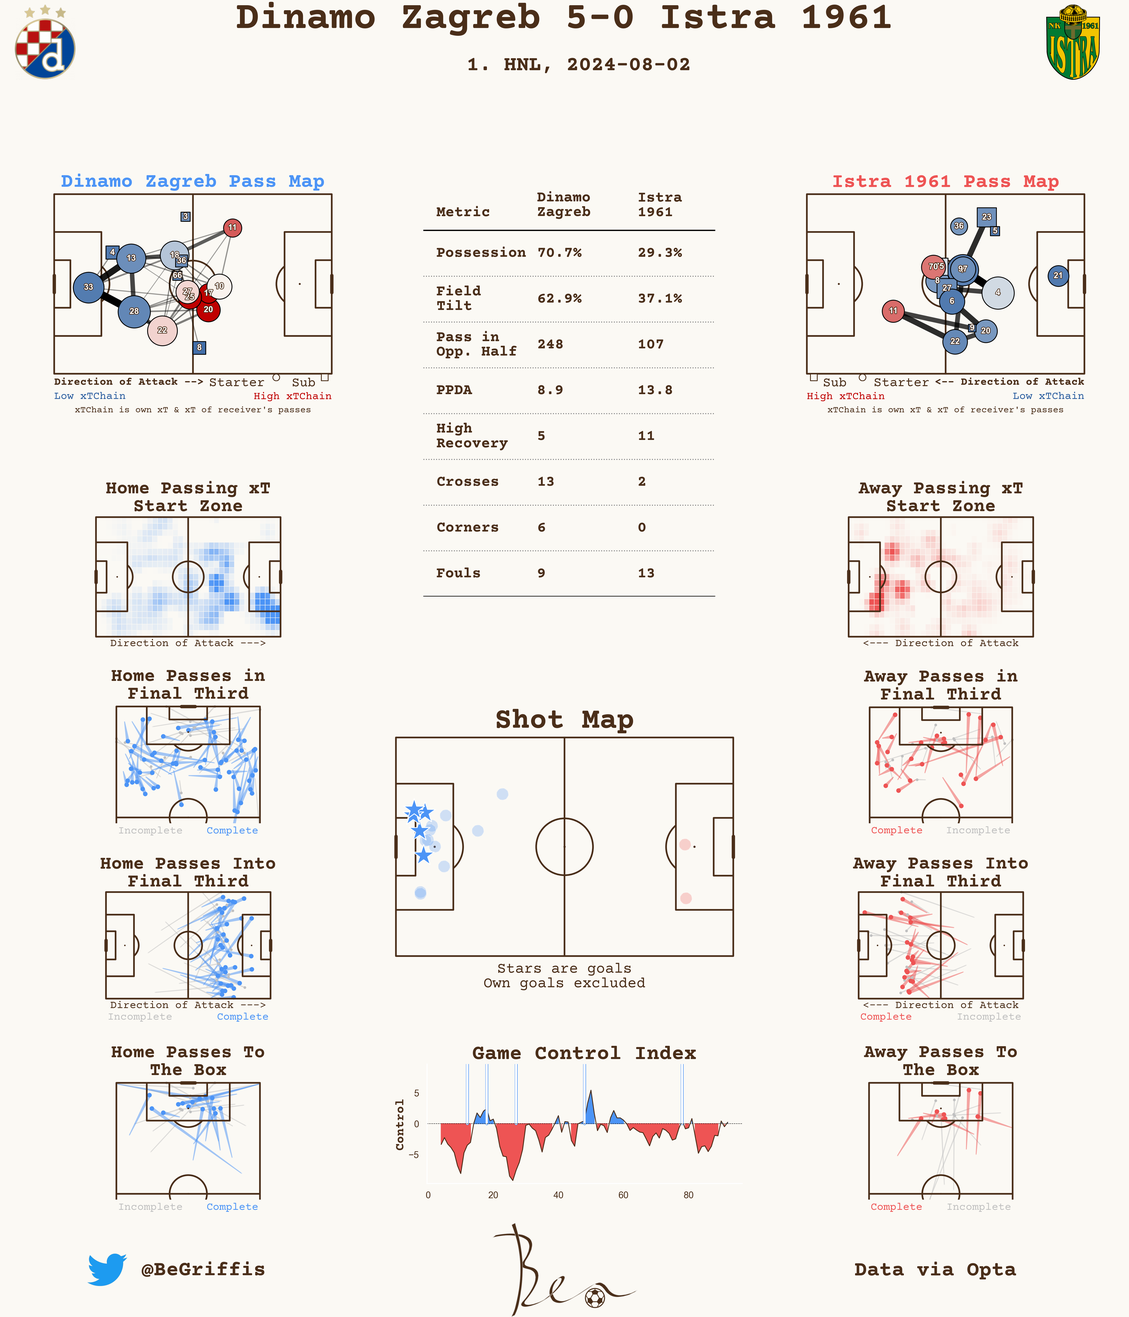 Dinamo Zagreb 5-0 Istra 1961
1. HNL, 2024-08-02
NK 1961
ISTRA
Dinamo Zagreb Pass Map
3
11
4
13
18
36
66
33
10
17
27
25
28
20
22
8
Direction of Attack --> Starter Sub
Low xTChain High xTChain
xTChain is own xT & xT of receiver's passes
Metric Dinamo Zagreb Istra 1961
Possession 70.7% 29.3%
Field Tilt 62.9% 37.1%
Pass in Opp. Half 248 107
PPDA 8.9 13.8
High Recovery 5 11
Crosses 13 2
Corners 6 0
Fouls 9 13
Istra 1961 Pass Map
23
36
5
70
97
21
8
27
4
6
11
9
20
22
Sub Starter <-- Direction of Attack
High xTChain Low xTChain
xTChain is own xT & xT of receiver's passes
Home Passing xT
Start Zone
Direction of Attack --->
Away Passing xT
Start Zone
<--- Direction of Attack
Home Passes in
Final Third
Incomplete Complete
Away Passes in
Final Third
Complete Incomplete
Shot Map
Stars are goals
Own goals excluded
Home Passes Into
Final Third
Direction of Attack --->
Incomplete Complete
Away Passes Into
Final Third
<--- Direction of Attack
Complete Incomplete
Home Passes To
The Box
Incomplete Complete
Game Control Index
Control
5
0
−5
0 20 40 60 80
Away Passes To
The Box
Complete Incomplete
@BeGriffis
Ben
Data via Opta